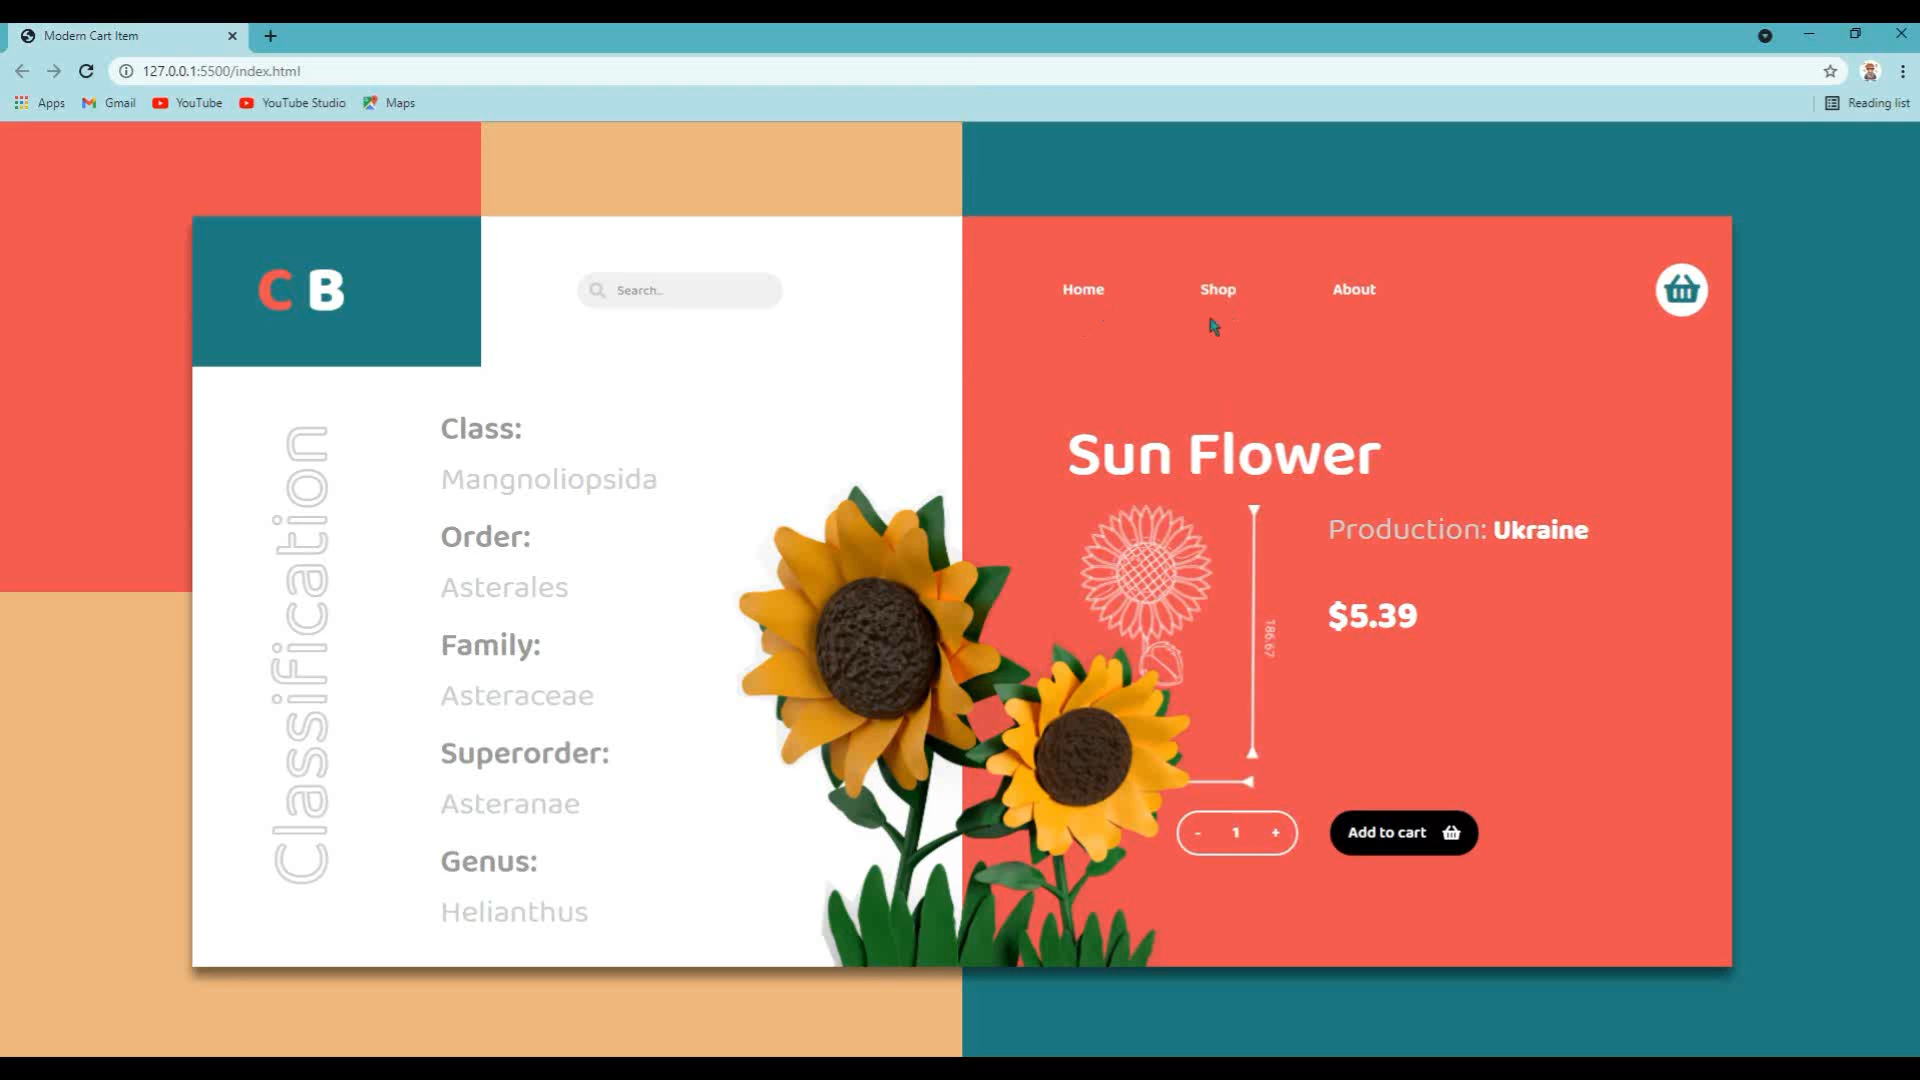 Modern Cart Item
127.0.0.1:5500/index.html
Apps Gmail YouTube YouTube Studio Maps Reading list
C B
Search...
Home Shop About
Classification
Class:
Mangnoliopsida
Order:
Asterales
Family:
Asteraceae
Superorder:
Asteranae
Genus:
Helianthus
Sun Flower
186.67
Production: Ukraine
$5.39
- 1 +
Add to cart